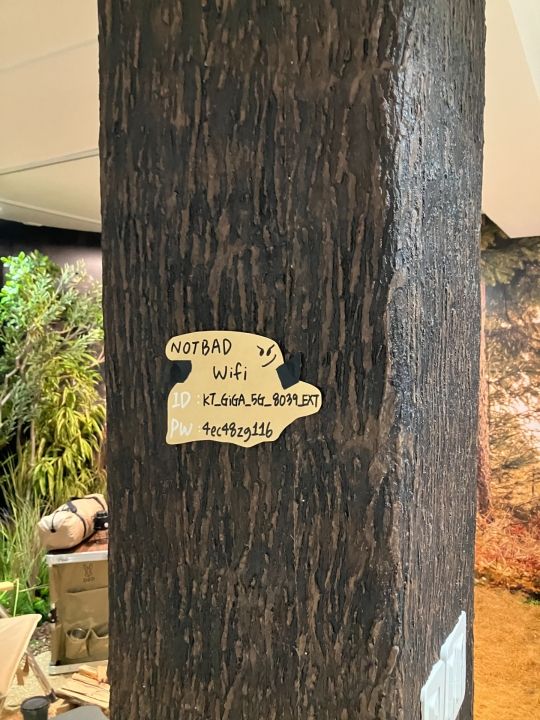 NOTBAD
Wifi
ID : KT_GiGA_5G_8039_EXT
PW : 4ec48zg116